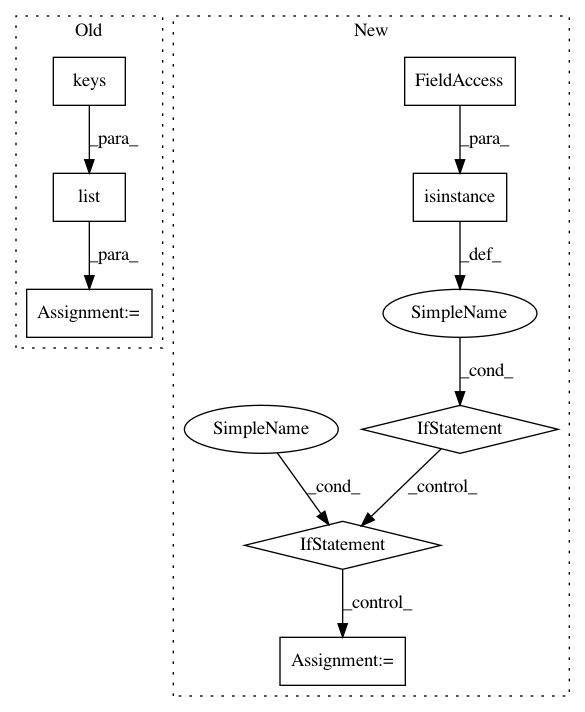 Old
New
keys
FieldAccess
_para_
_para_
list
isinstance
_para_
_def_
Assignment:=
SimpleName
_cond_
SimpleName
IfStatement
_cond_
_control_
IfStatement
_control_
Assignment:=